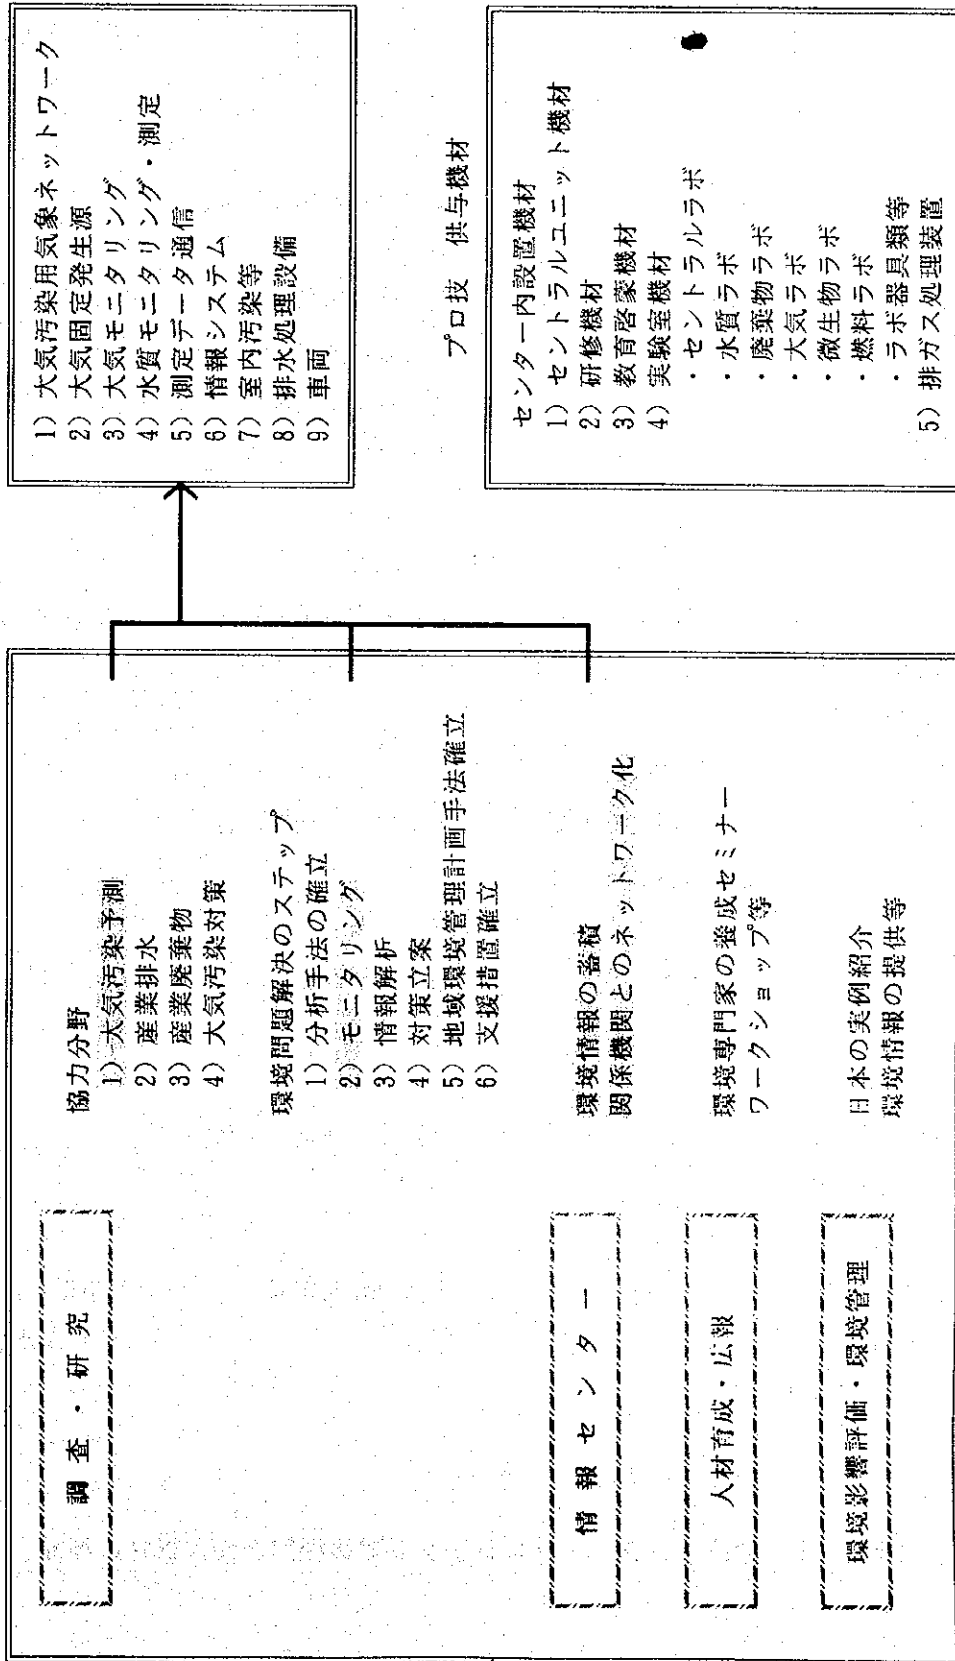 調査・研究
協力分野
1) 大気汚染予測
2) 産業排水
3) 産業廃棄物
4) 大気汚染対策
環境問題解決のステップ
1) 分析手法の確立
2) モニタリング
3) 情報解析
4) 対策立案
5) 地域環境管理計画手法確立
6) 支援措置確立
情報センター
環境情報の蓄積
関係機関とのネットワーク化
人材育成・広報
環境専門家の養成セミナー
ワークショップ等
環境影響評価・環境管理
日本の実例紹介
環境情報の提供等
1) 大気汚染用気象ネットワーク
2) 大気固定発生源
3) 大気モニタリング
4) 水質モニタリング・測定
5) 測定データ通信
6) 情報システム
7) 室内汚染等
8) 排水処理設備
9) 車両
プロ技 供与機材
センター内設置機材
1) セントラルユニット機材
2) 研修機材
3) 教育啓蒙機材
4) 実験室機材
・セントラルラボ
・水質ラボ
・廃棄物ラボ
・大気ラボ
・微生物ラボ
・燃料ラボ
・ラボ器具類等
5) 排ガス処理装置